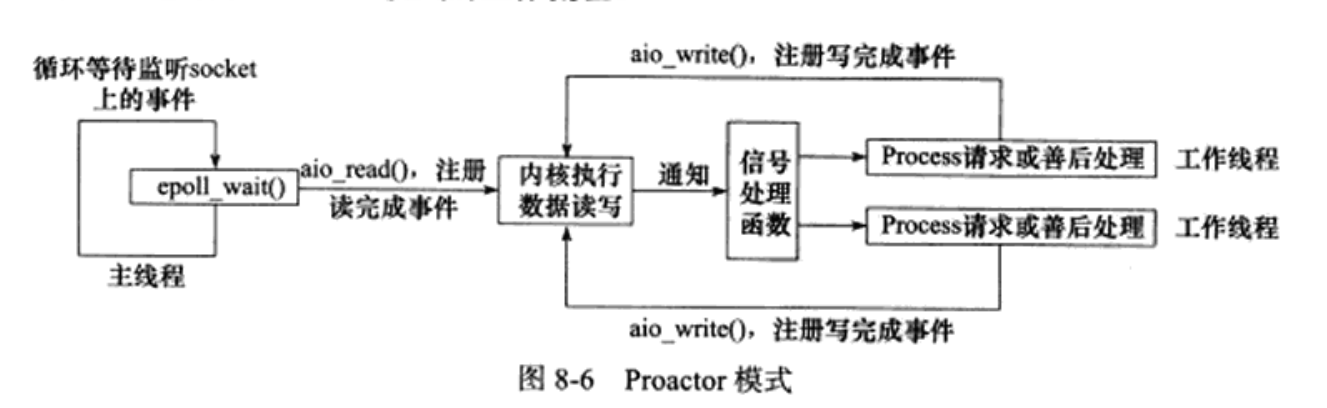 aio_write()，注册写完成事件
循环等待监听socket
上的事件
epoll_wait()
主线程
aio_read()，注册
读完成事件
内核执行
数据读写
通知
信号
处理
函数
Process请求或善后处理
工作线程
Process请求或善后处理
工作线程
aio_write()，注册写完成事件
图 8-6 Proactor 模式